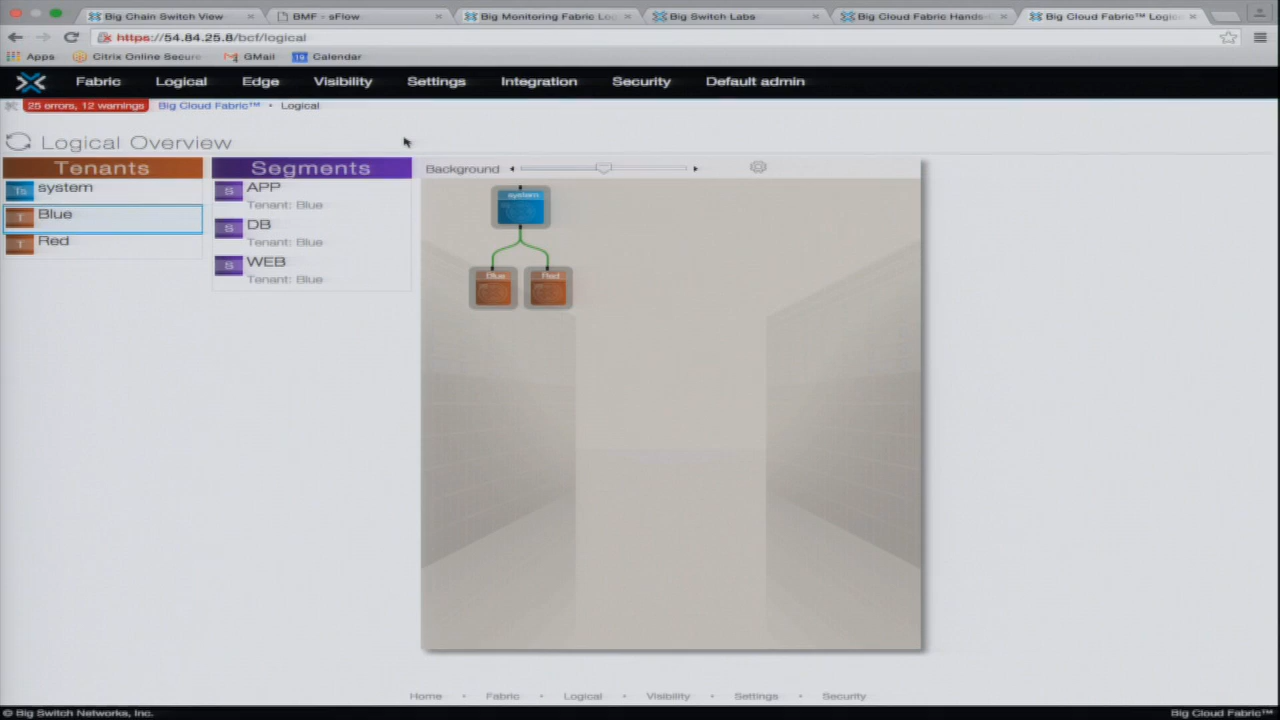 Big Chain Switch View
BMF - sFlow
Big Monitoring Fabric Lo
Big Switch Labs
Big Cloud Fabric Hands-
Big Cloud Fabric™ Logic
https://54.84.25.8/bcf/logical
Apps
Citrix Online Secure
GMail
19
Calendar
Fabric
Logical
Edge
Visibility
Settings
Integration
Security
Default admin
25 errors, 12 warnings
Big Cloud Fabric™ • Logical
Logical Overview
Tenants
Ts
system
T
Blue
T
Red
Segments
S
APP
Tenant: Blue
S
DB
Tenant: Blue
S
WEB
Tenant: Blue
Background
system
Blue
Red
Home • Fabric • Logical • Visibility • Settings • Security
© Big Switch Networks, Inc.
Big Cloud Fabric™